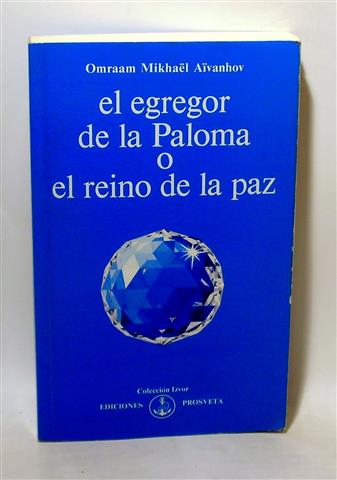 Omraam Mikhaël Aïvanhov
el egregor
de la Paloma
o
el reino de la paz
Colección Izvor
EDICIONES PROSVETA